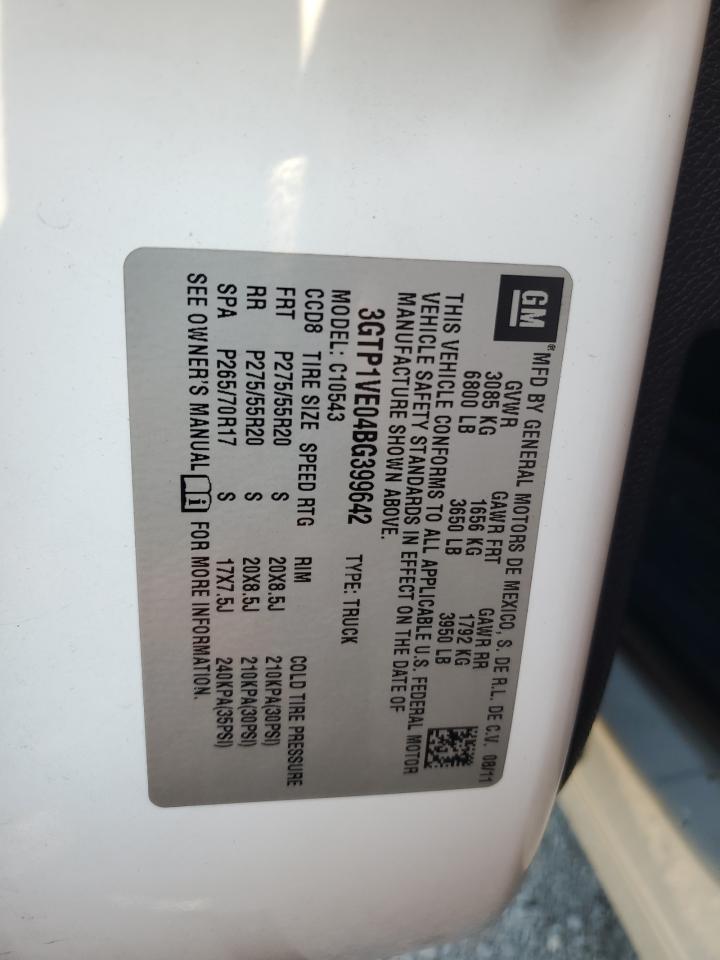 GM® MFD BY GENERAL MOTORS DE MEXICO, S. DE R.L. DE C.V. 08/11
GVWR GAWR FRT GAWR RR
3085 KG 1656 KG 1792 KG
6800 LB 3650 LB 3950 LB
THIS VEHICLE CONFORMS TO ALL APPLICABLE U.S. FEDERAL MOTOR
VEHICLE SAFETY STANDARDS IN EFFECT ON THE DATE OF
MANUFACTURE SHOWN ABOVE.
3GTP1VE04BG399642 TYPE: TRUCK
MODEL: C10543
CCD8 TIRE SIZE SPEED RTG RIM COLD TIRE PRESSURE
FRT P275/55R20 S 20X8.5J 210KPA(30PSI)
RR P275/55R20 S 20X8.5J 210KPA(30PSI)
SPA P265/70R17 S 17X7.5J 240KPA(35PSI)
SEE OWNER'S MANUAL i FOR MORE INFORMATION.